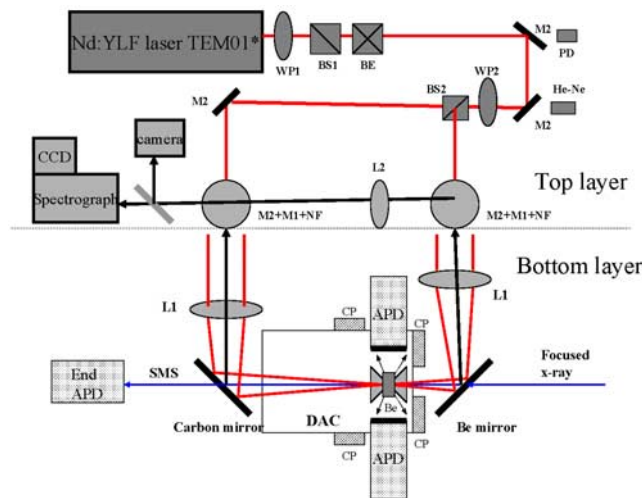 Nd:YLF laser TEM01*
WP1
BS1
BE
M2
PD
M2
BS2
WP2
He-Ne
M2
camera
CCD
Spectrograph
L2
Top layer
M2+M1+NF
M2+M1+NF
Bottom layer
L1
L1
CP
APD
CP
End
APD
SMS
Focused
x-ray
Carbon mirror
DAC
Be
Be mirror
CP
APD
CP